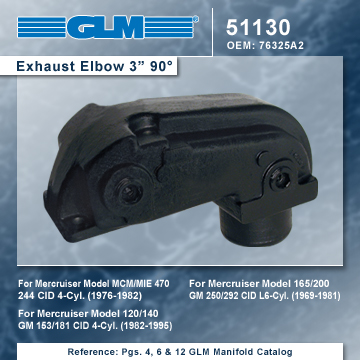 GLM
51130
OEM: 76325A2
Exhaust Elbow 3” 90°
For Mercruiser Model MCM/MIE 470
244 CID 4-Cyl. (1976-1982)
For Mercruiser Model 120/140
GM 153/181 CID 4-Cyl. (1982-1995)
For Mercruiser Model 165/200
GM 250/292 CID L6-Cyl. (1969-1981)
Reference: Pgs. 4, 6 & 12 GLM Manifold Catalog